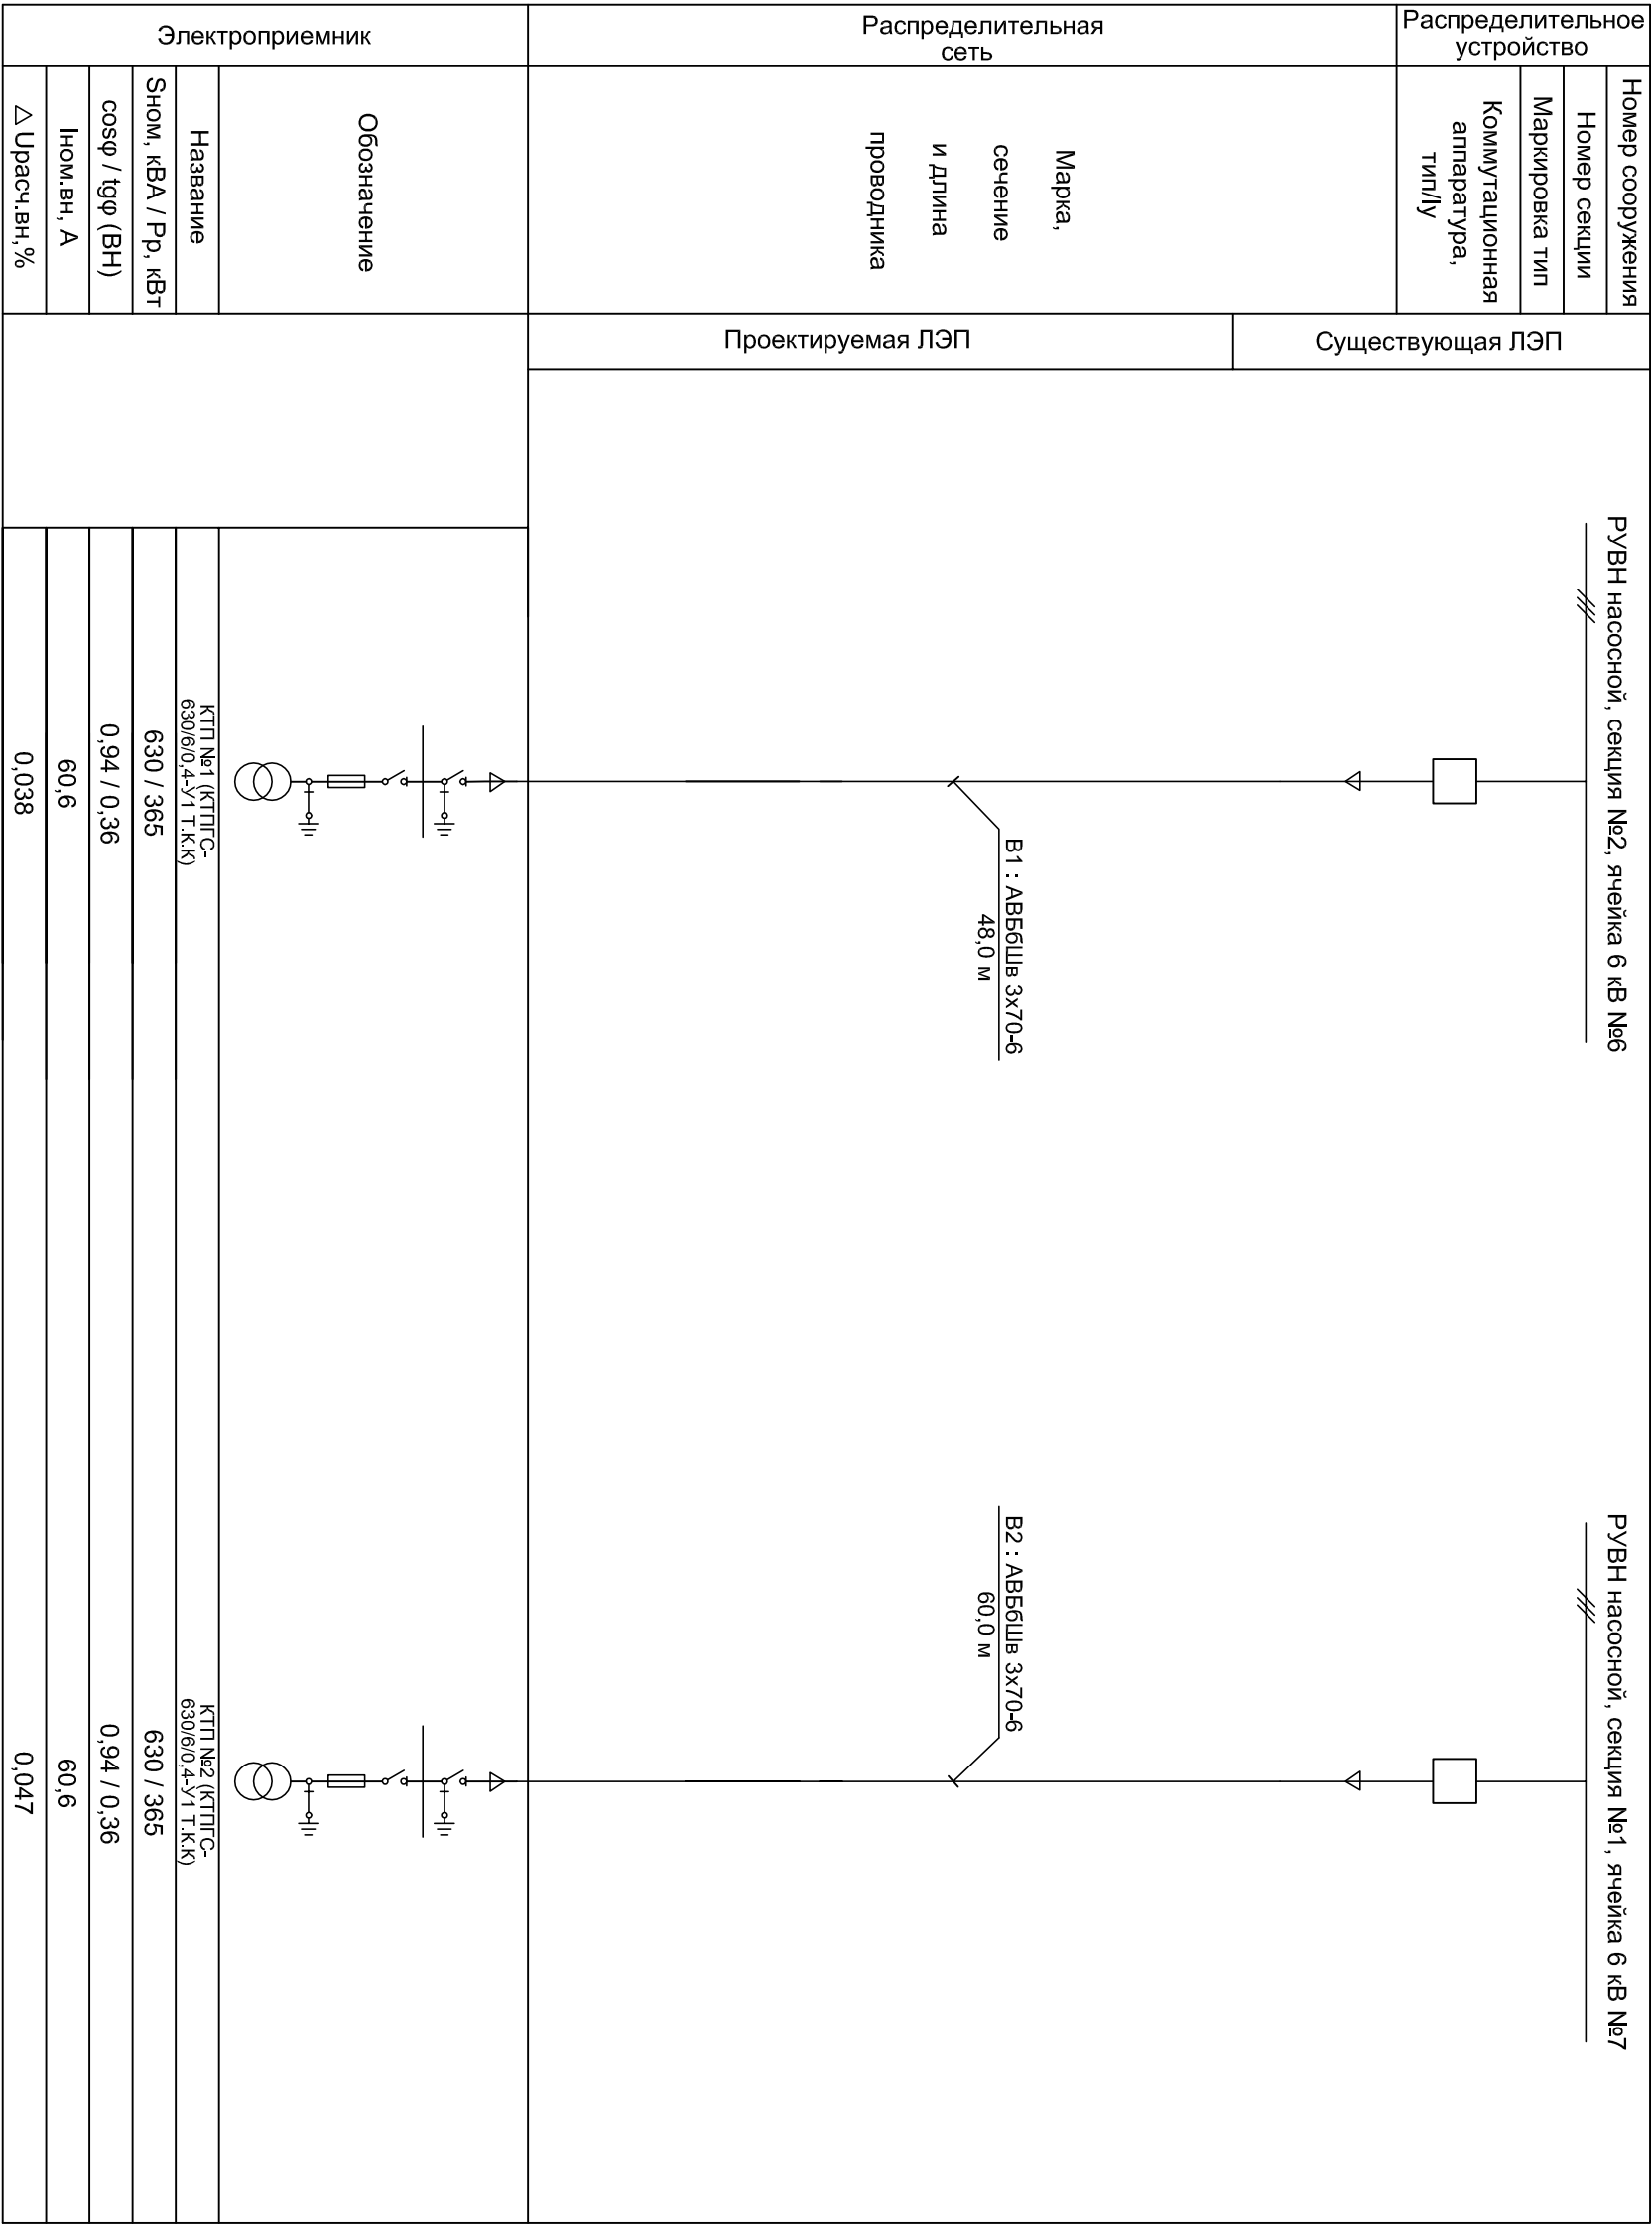 Распределительное
устройство
Номер сооружения
Номер секции
Маркировка тип
Коммутационная
аппаратура,
тип/Iу
Распределительная
сеть
Марка,
сечение
и длина
проводника
Электроприемник
Обозначение
Название
Sном, кВА / Рр, кВт
cosφ / tgφ (ВН)
Iном.вн, А
△ Uрасч.вн,%
Существующая ЛЭП
Проектируемая ЛЭП
РУВН насосной, секция №2, ячейка 6 кВ №6
В1 : АВБбШв 3х70-6
48,0 м
КТП №1 (КТПГС-
630/6/0,4-У1 Т.К.К)
630 / 365
0,94 / 0,36
60,6
0,038
РУВН насосной, секция №1, ячейка 6 кВ №7
В2 : АВБбШв 3х70-6
60,0 м
КТП №2 (КТПГС-
630/6/0,4-У1 Т.К.К)
630 / 365
0,94 / 0,36
60,6
0,047